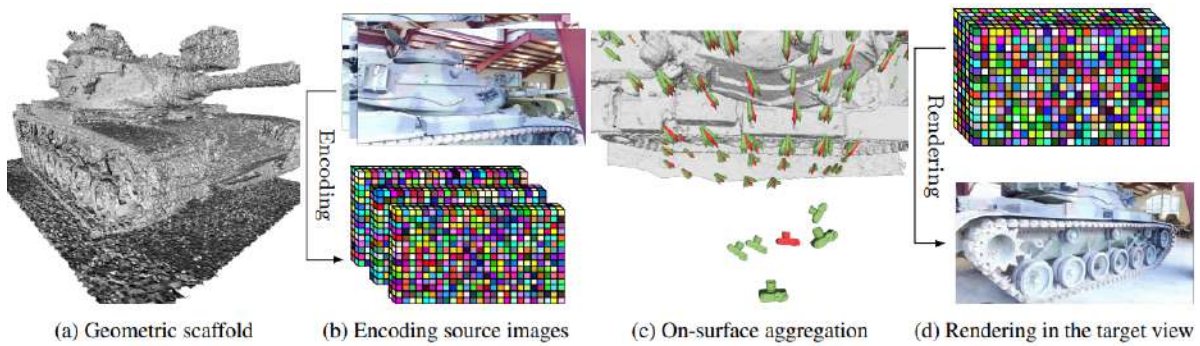 Encoding
Rendering
(a) Geometric scaffold
(b) Encoding source images
(c) On-surface aggregation
(d) Rendering in the target view